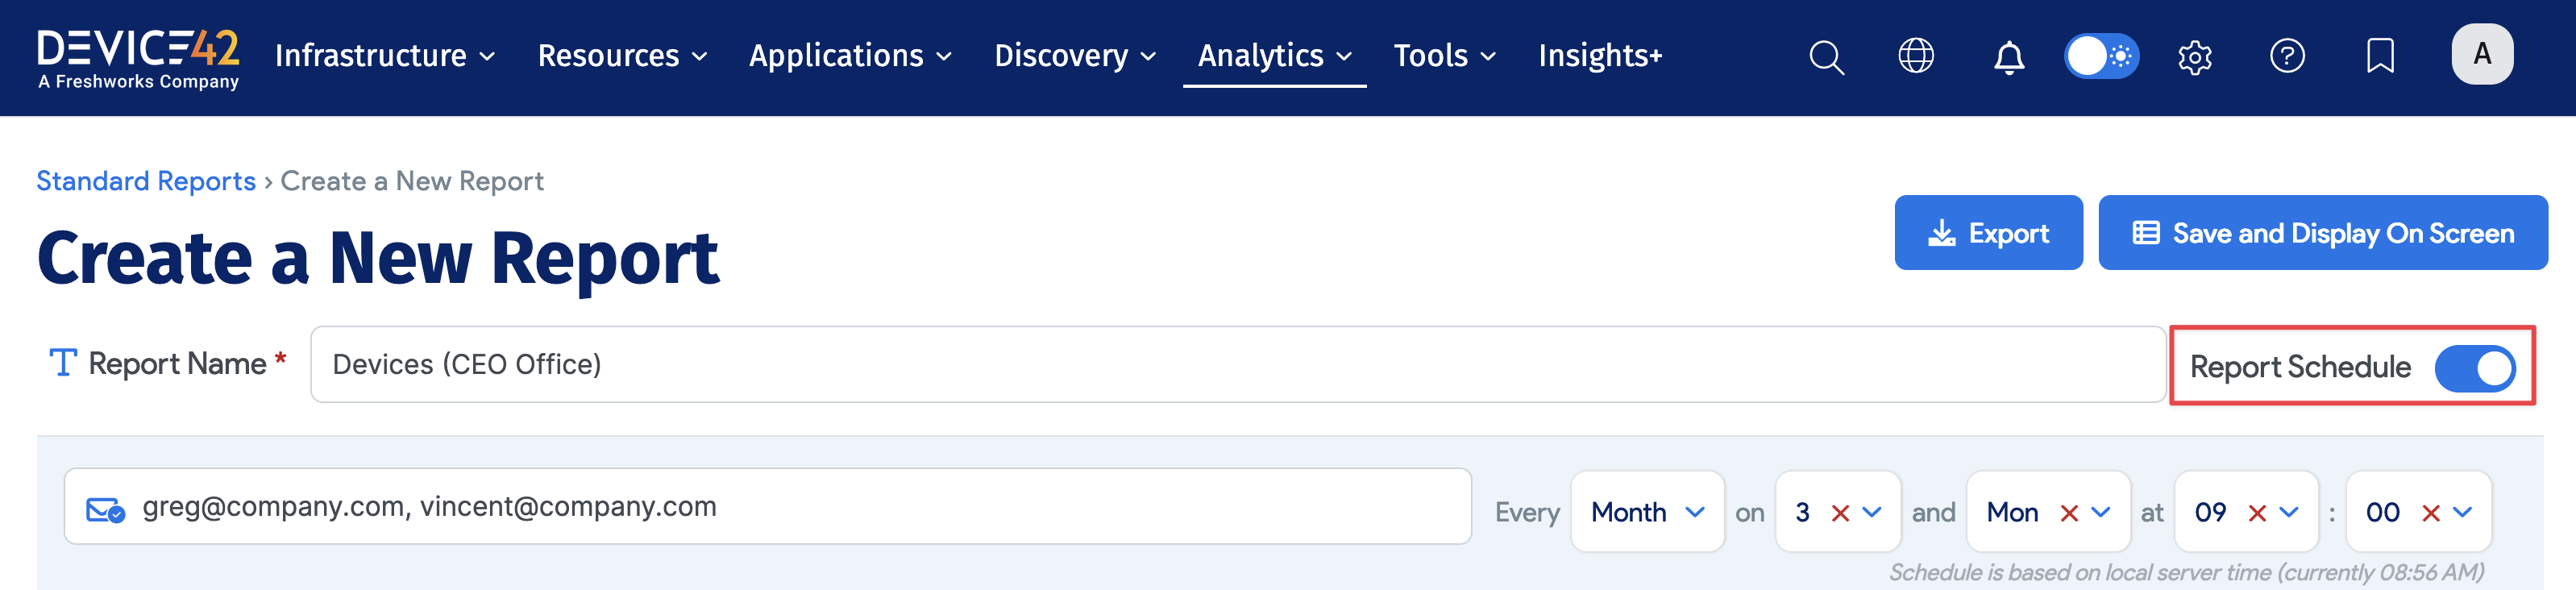 DEVICE42
A Freshworks Company
Infrastructure Resources Applications Discovery Analytics Tools Insights+ A
Standard Reports › Create a New Report
Create a New Report
Export Save and Display On Screen
Report Name * Devices (CEO Office) Report Schedule
greg@company.com, vincent@company.com Every Month on 3 and Mon at 09 : 00
Schedule is based on local server time (currently 08:56 AM)